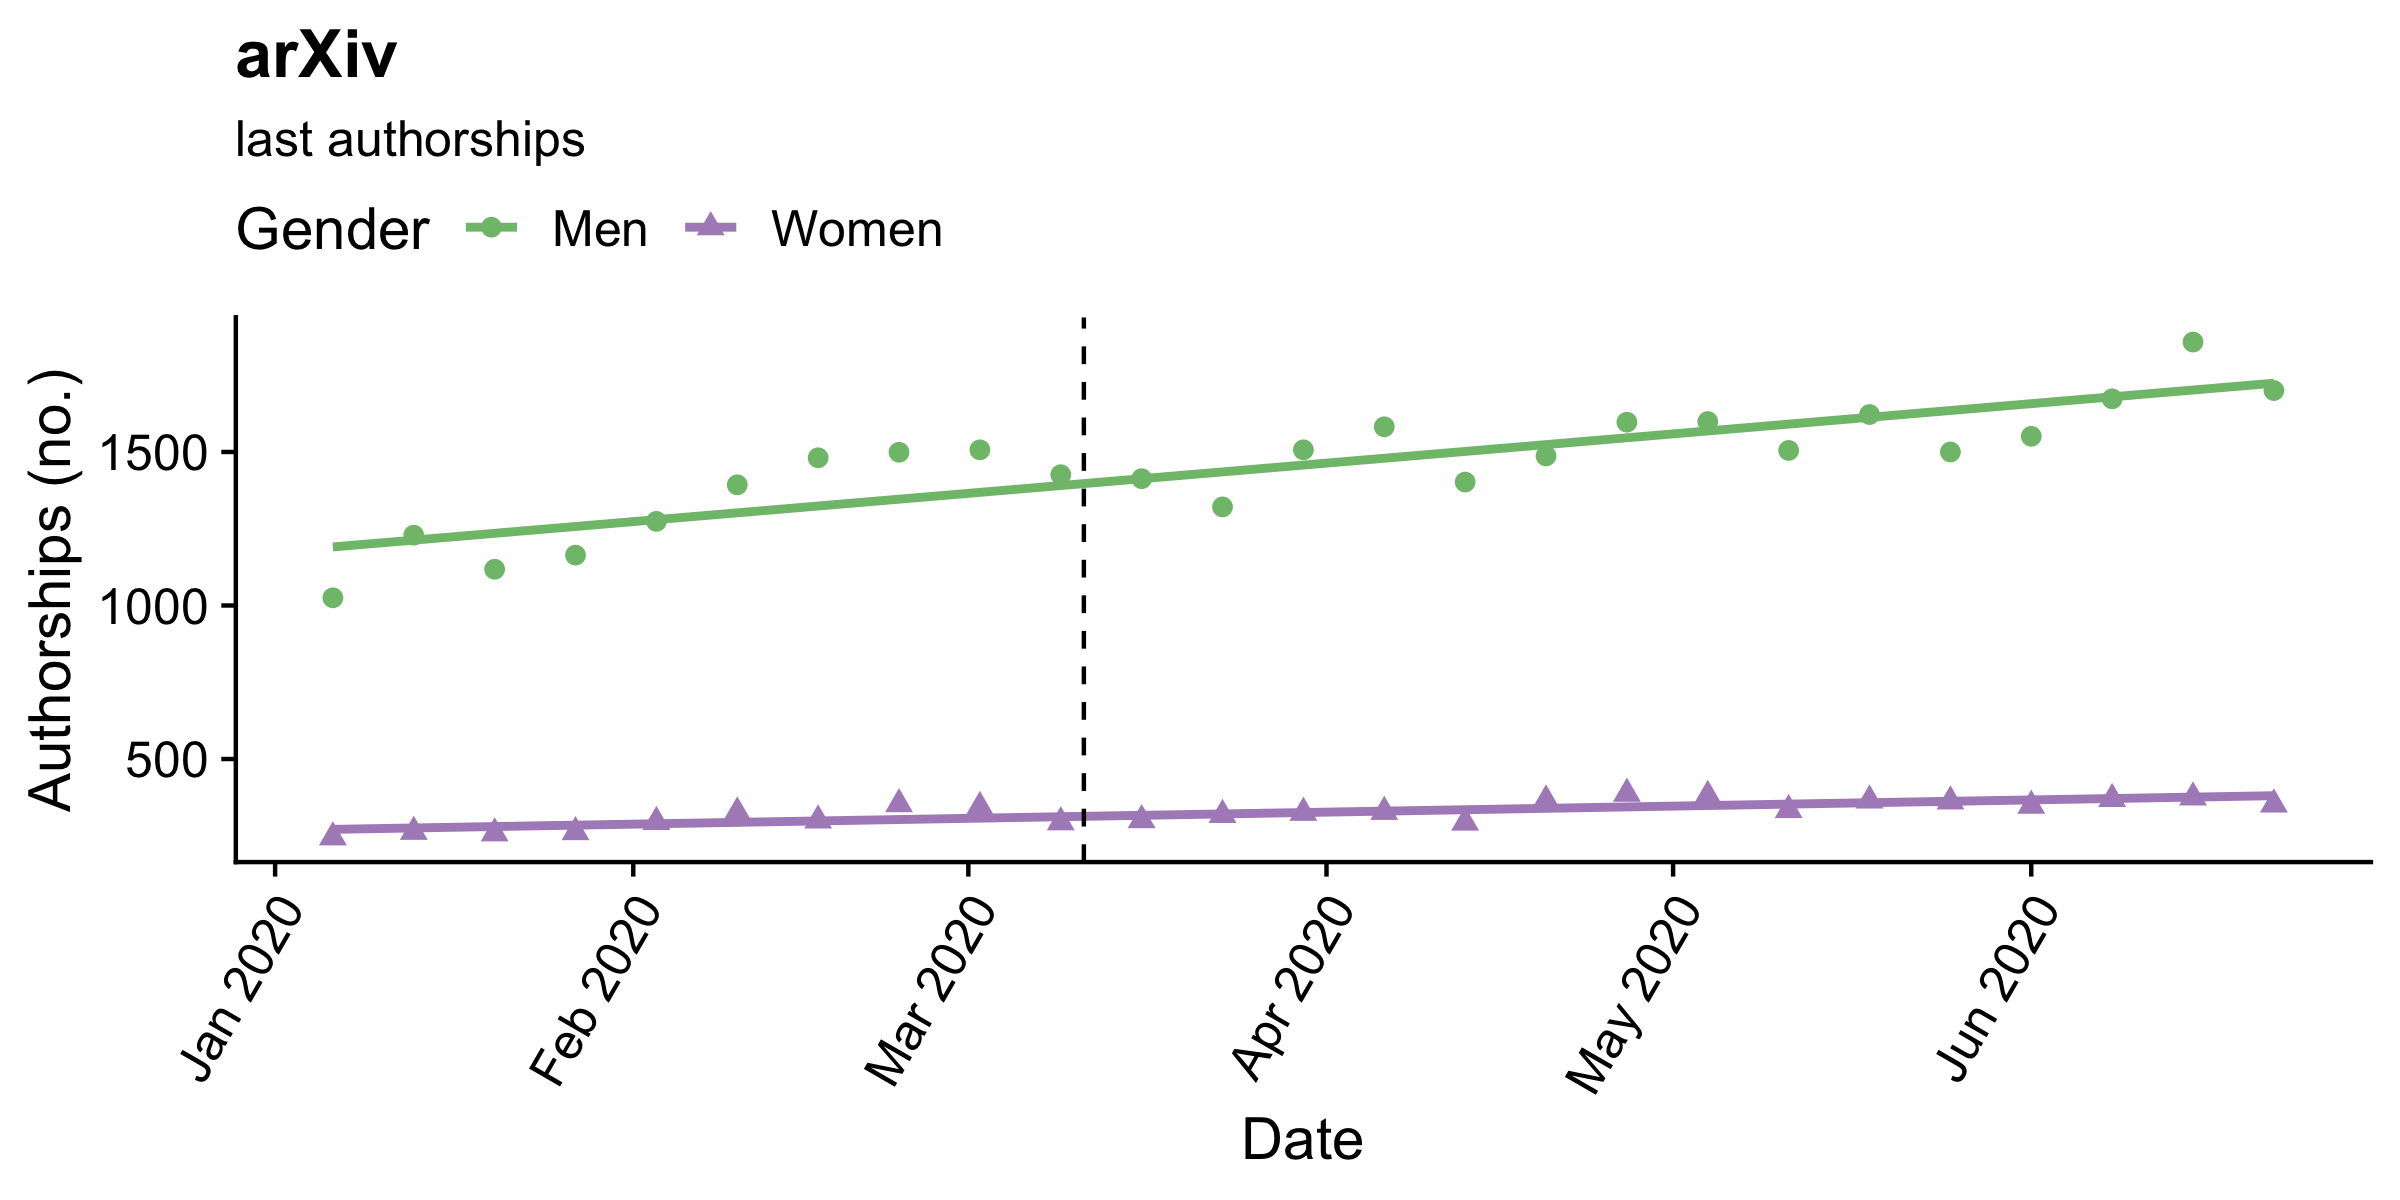 arXiv
last authorships
Gender Men Women
Authorships (no.)
1500
1000
500
Jan 2020
Feb 2020
Mar 2020
Apr 2020
May 2020
Jun 2020
Date